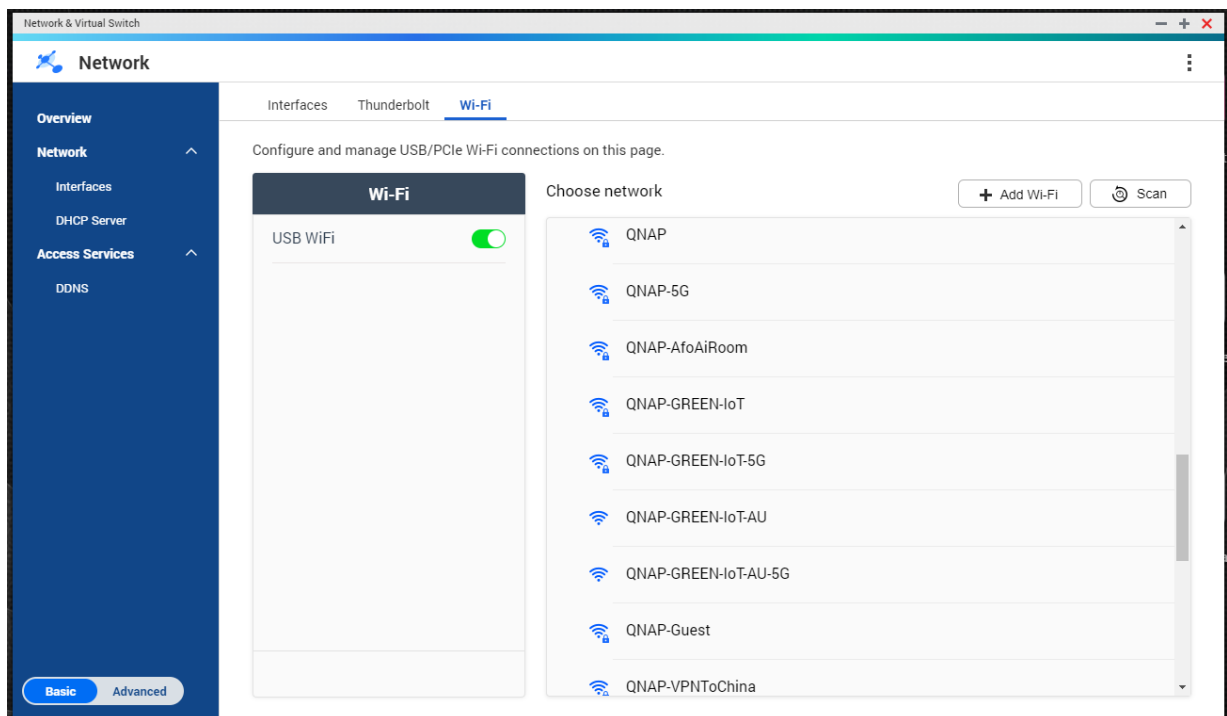 Network & Virtual Switch
Network
Overview
Network
Interfaces
DHCP Server
Access Services
DDNS
Basic
Advanced
Interfaces
Thunderbolt
Wi-Fi
Configure and manage USB/PCIe Wi-Fi connections on this page.
Wi-Fi
USB WiFi
Choose network
Add Wi-Fi
Scan
QNAP
QNAP-5G
QNAP-AfoAiRoom
QNAP-GREEN-IoT
QNAP-GREEN-IoT-5G
QNAP-GREEN-IoT-AU
QNAP-GREEN-IoT-AU-5G
QNAP-Guest
QNAP-VPNToChina